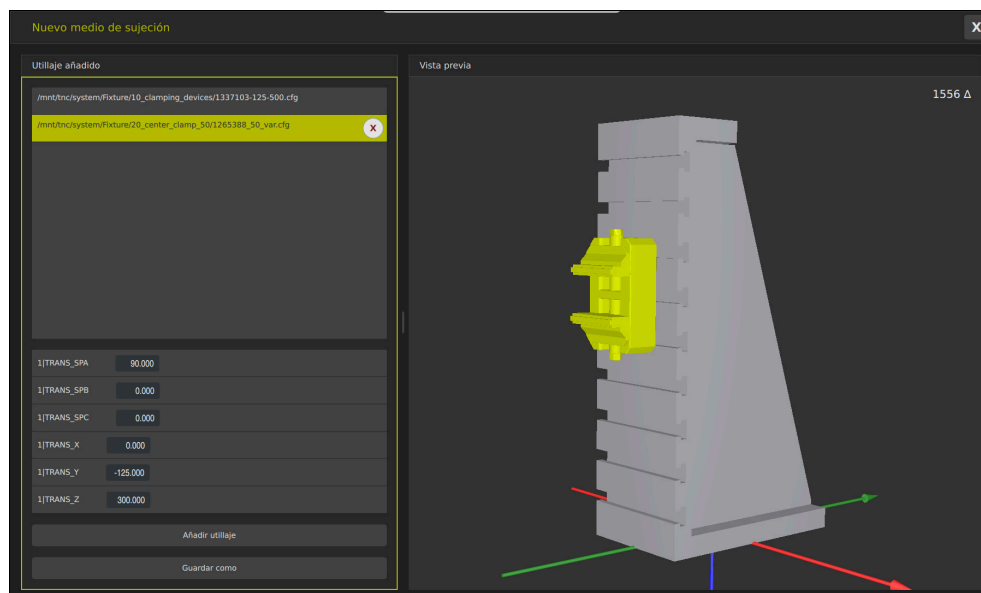 Nuevo medio de sujeción
X
Utillaje añadido
Vista previa
/mnt/tnc/system/Fixture/10_clamping_devices/1337103-125-500.cfg
1556 Δ
/mnt/tnc/system/Fixture/20_center_clamp_50/1265388_50_var.cfg
X
1|TRANS_SPA 90.000
1|TRANS_SPB 0.000
1|TRANS_SPC 0.000
1|TRANS_X 0.000
1|TRANS_Y -125.000
1|TRANS_Z 300.000
Añadir utillaje
Guardar como